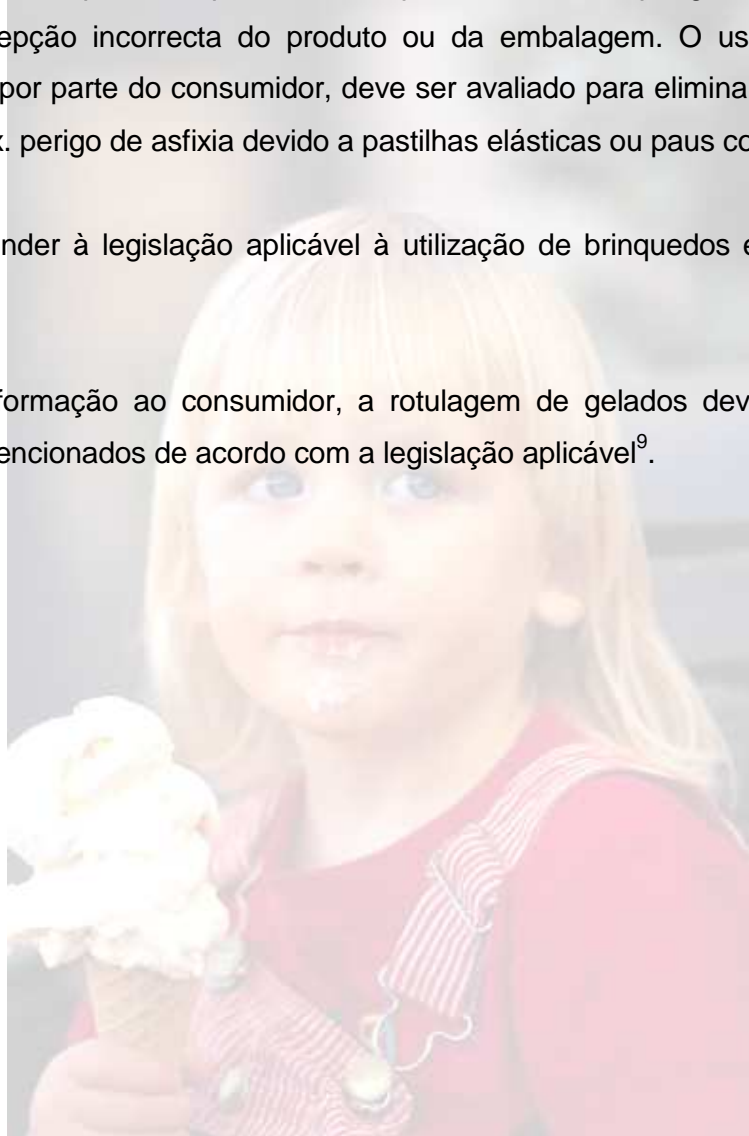 epção incorrecta do produto ou da embalagem. O us
por parte do consumidor, deve ser avaliado para elimina
x. perigo de asfixia devido a pastilhas elásticas ou paus co
nder à legislação aplicável à utilização de brinquedos e
formação ao consumidor, a rotulagem de gelados dev
encionados de acordo com a legislação aplicável⁹.